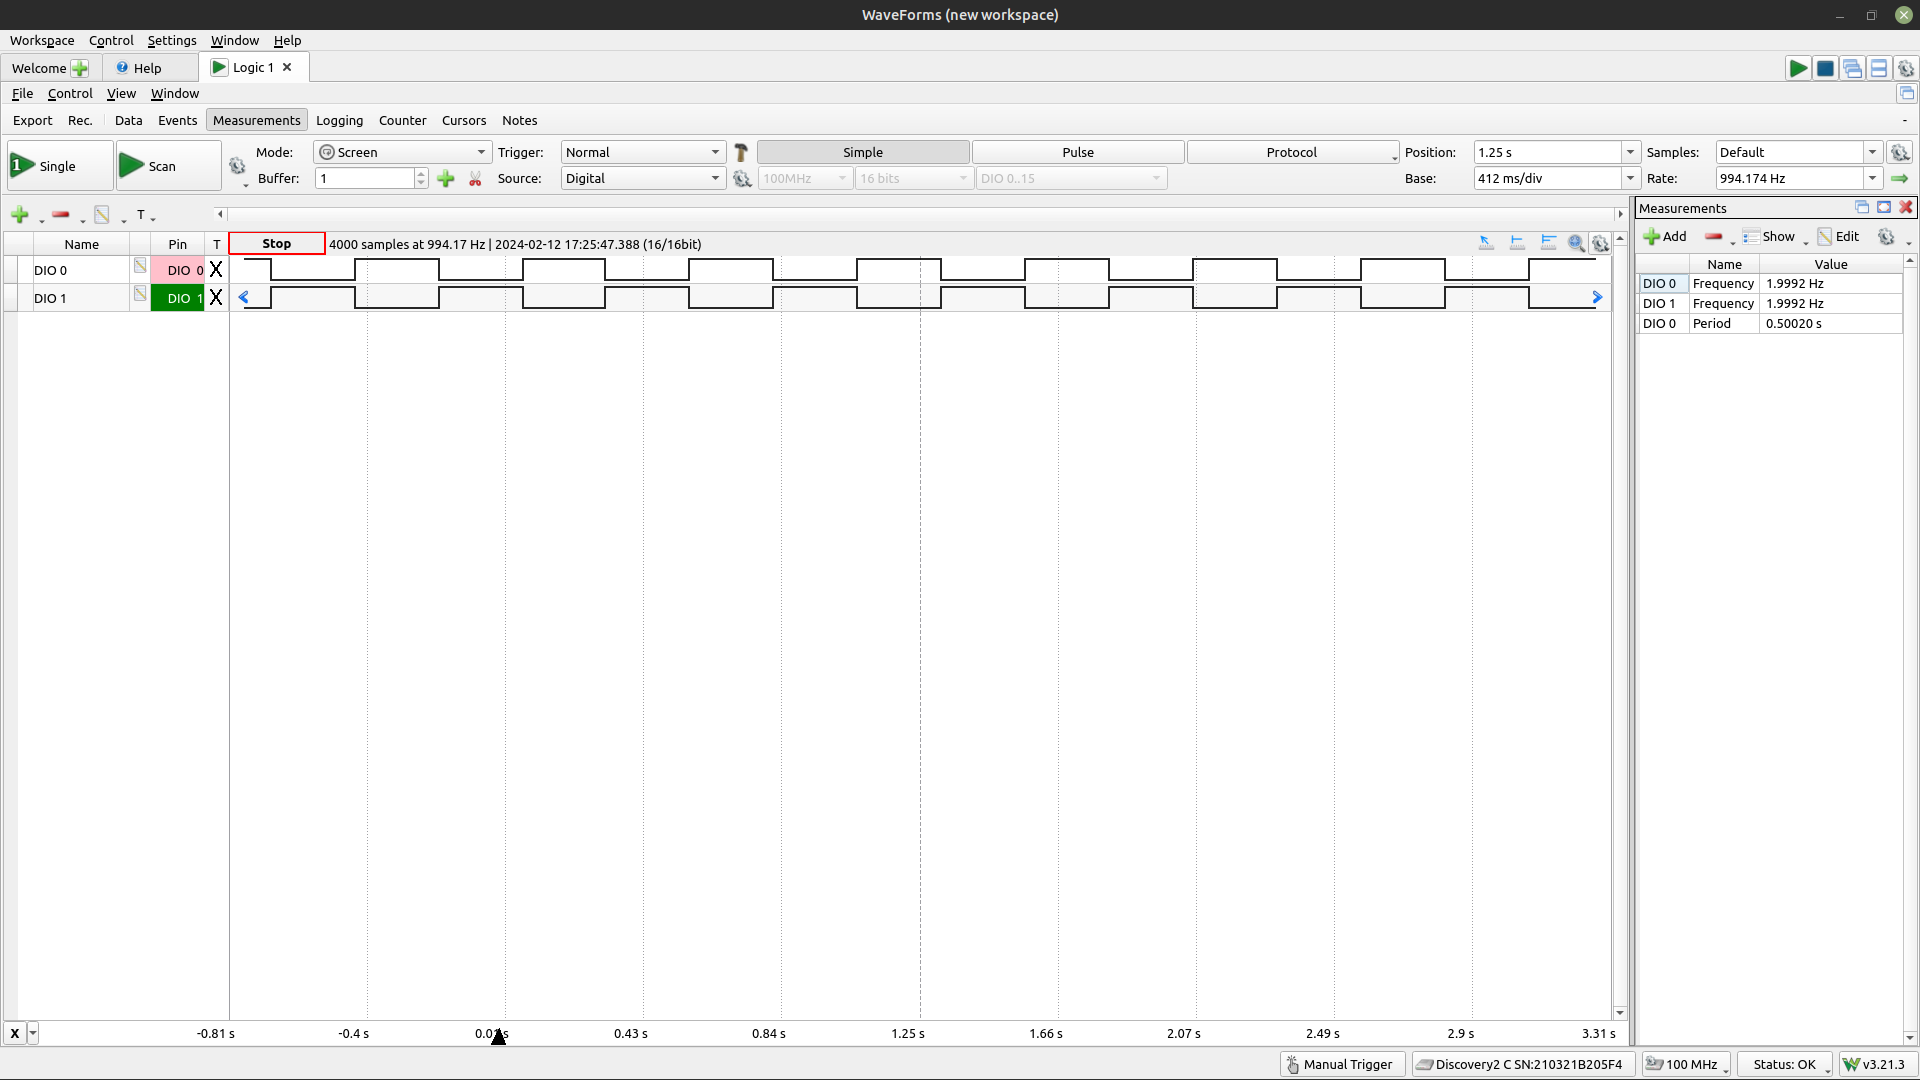 WaveForms (new workspace)
Workspace Control Settings Window Help
Welcome Help Logic 1
File Control View Window
Export Rec. Data Events Measurements Logging Counter Cursors Notes -
1 Single Scan Mode: Screen Trigger: Normal Simple Pulse Protocol Position: 1.25 s Samples: Default
Buffer: 1 Source: Digital 100MHz 16 bits DIO 0..15 Base: 412 ms/div Rate: 994.174 Hz
T
Measurements
Add Show Edit
Name Pin T Stop 4000 samples at 994.17 Hz | 2024-02-12 17:25:47.388 (16/16bit)
Name Value
DIO 0 DIO 0 X
DIO 1 DIO 1 X
DIO 0 Frequency 1.9992 Hz
DIO 1 Frequency 1.9992 Hz
DIO 0 Period 0.50020 s
X -0.81 s -0.4 s 0.43 s 0.84 s 1.25 s 1.66 s 2.07 s 2.49 s 2.9 s 3.31 s
Manual Trigger Discovery2 C SN:210321B205F4 100 MHz Status: OK v3.21.3